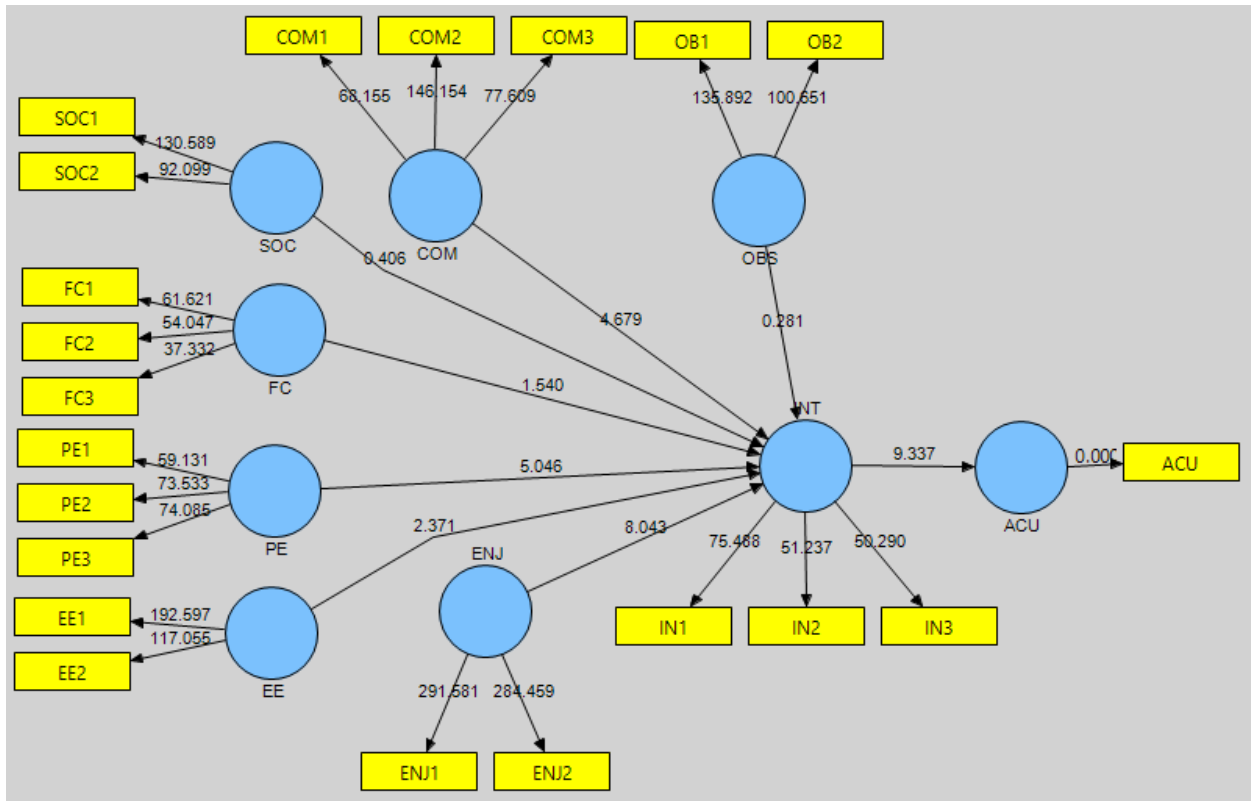 COM1
COM2
COM3
OB1
OB2
68.155
146.154
77.609
135.892
100.651
SOC1
SOC2
130.589
92.099
SOC
COM
OBS
0.406
4.679
0.281
FC1
FC2
FC3
61.621
54.047
37.332
FC
1.540
PE1
PE2
PE3
59.131
73.533
74.085
PE
5.046
INT
9.337
0.000
ACU
ACU
2.371
8.043
ENJ
75.488
51.237
50.290
EE1
EE2
192.597
117.055
EE
IN1
IN2
IN3
291.581
284.459
ENJ1
ENJ2